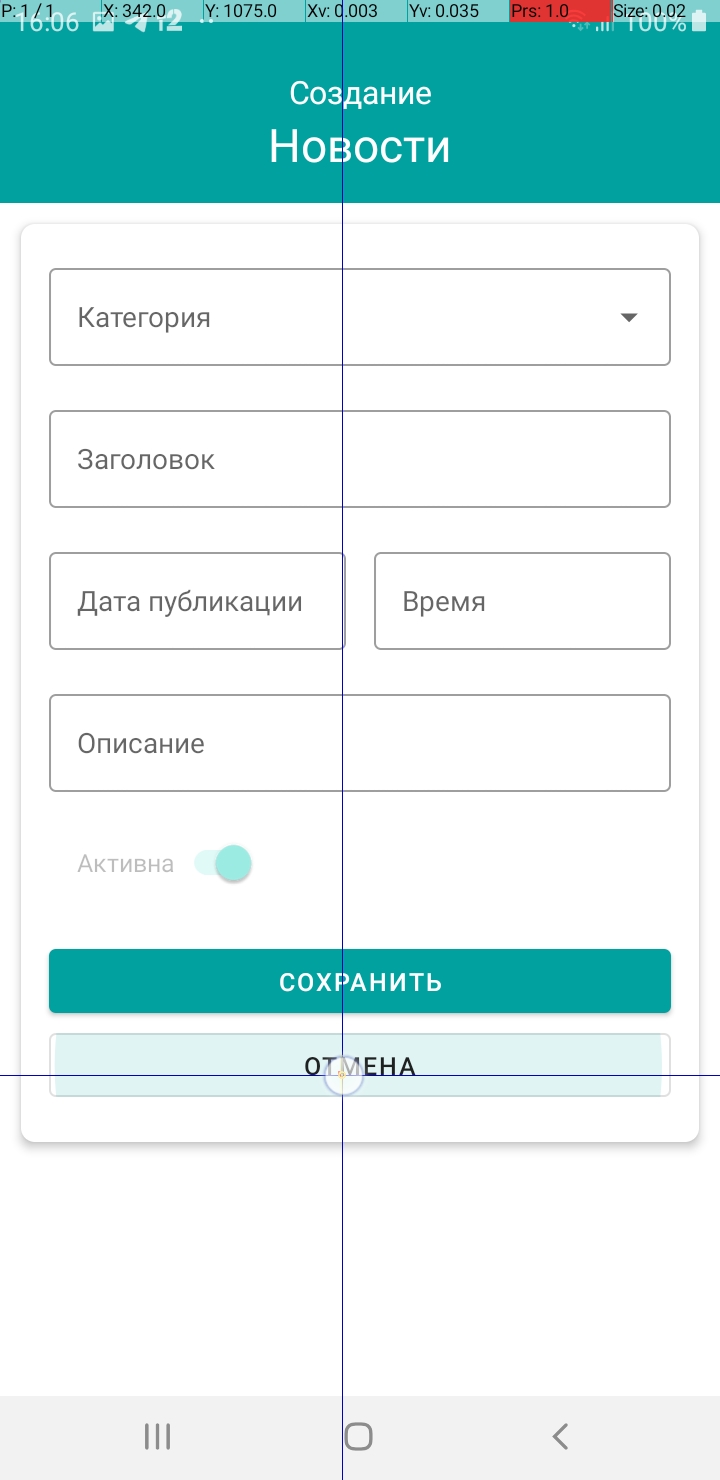 P: 1 / 1 X: 342.0 Y: 1075.0 Xv: 0.003 Yv: 0.035 Prs: 1.0 Size: 0.02
16:06 12 100%
Создание
Новости
Категория
Заголовок
Дата публикации Время
Описание
Активна
СОХРАНИТЬ
ОТМЕНА